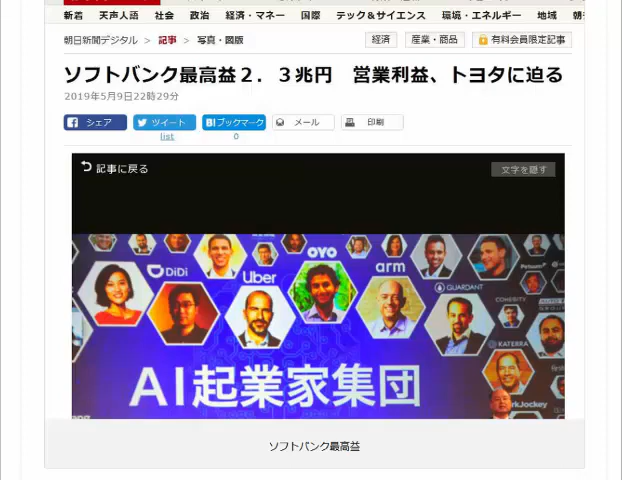 新着 天声人語 社会 政治 経済・マネー 国際 テック＆サイエンス 環境・エネルギー 地域 朝
朝日新聞デジタル > 記事 > 写真・図版
経済 産業・商品 有料会員限定記事
ソフトバンク最高益２．３兆円　営業利益、トヨタに迫る
2019年5月9日22時29分
シェア ツイート B!ブックマーク メール 印刷
list 0
記事に戻る 文字を隠す
DiDi
Uber
OYO
arm
GUARDANT
COHESITY
KATERRA
rkJockey
AI起業家集団
ソフトバンク最高益